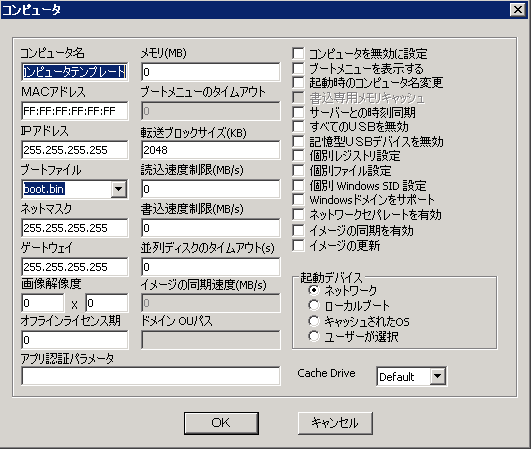 コンピュータ
コンピュータ名
コンピュータテンプレート
MACアドレス
FF:FF:FF:FF:FF:FF
IPアドレス
255.255.255.255
ブートファイル
boot.bin
ネットマスク
255.255.255.255
ゲートウェイ
255.255.255.255
画像解像度
0 x 0
オフラインライセンス期
0
アプリ認証パラメータ
メモリ(MB)
0
ブートメニューのタイムアウト
0
転送ブロックサイズ(KB)
2048
読込速度制限(MB/s)
0
書込速度制限(MB/s)
0
並列ディスクのタイムアウト(s)
0
イメージの同期速度(MB/s)
0
ドメイン OUパス
コンピュータを無効に設定
ブートメニューを表示する
起動時のコンピュータ名変更
書込専用メモリキャッシュ
サーバーとの時刻同期
すべてのUSBを無効
記憶型USBデバイスを無効
個別レジストリ設定
個別ファイル設定
個別 Windows SID 設定
Windowsドメインをサポート
ネットワークセパレートを有効
イメージの同期を有効
イメージの更新
起動デバイス
ネットワーク
ローカルブート
キャッシュされたOS
ユーザーが選択
Cache Drive
Default
OK
キャンセル